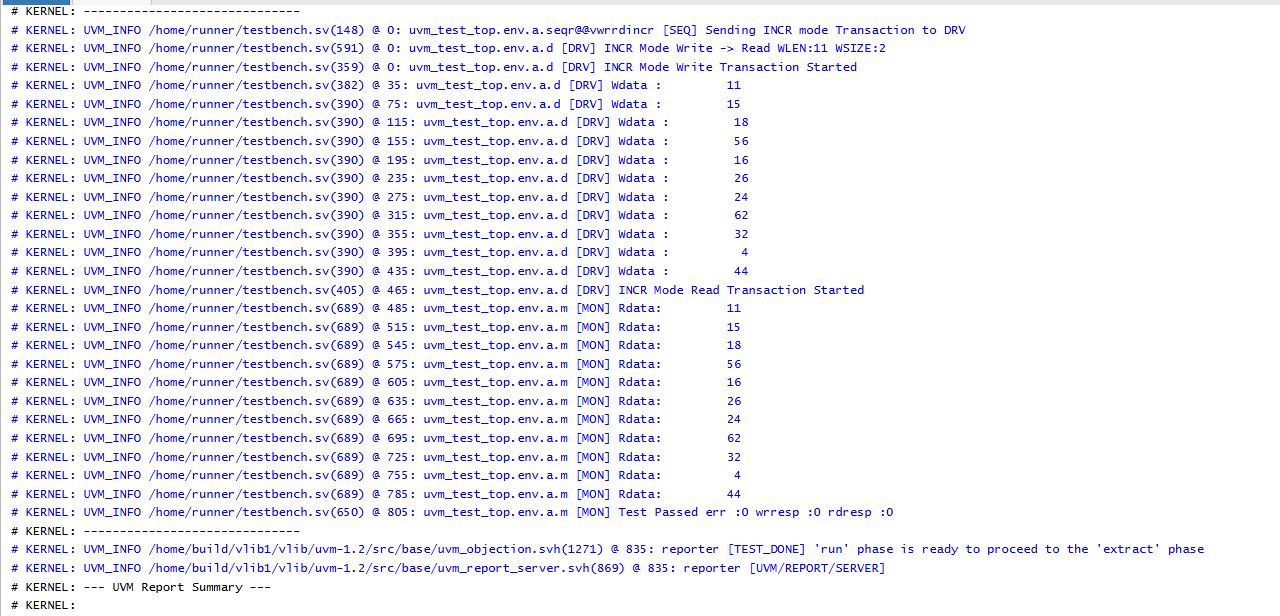 # KERNEL: ------------------------------
# KERNEL: UVM_INFO /home/runner/testbench.sv(148) @ 0: uvm_test_top.env.a.seqr@@vwrrdincr [SEQ] Sending INCR mode Transaction to DRV
# KERNEL: UVM_INFO /home/runner/testbench.sv(591) @ 0: uvm_test_top.env.a.d [DRV] INCR Mode Write -> Read WLEN:11 WSIZE:2
# KERNEL: UVM_INFO /home/runner/testbench.sv(359) @ 0: uvm_test_top.env.a.d [DRV] INCR Mode Write Transaction Started
# KERNEL: UVM_INFO /home/runner/testbench.sv(382) @ 35: uvm_test_top.env.a.d [DRV] Wdata :         11
# KERNEL: UVM_INFO /home/runner/testbench.sv(390) @ 75: uvm_test_top.env.a.d [DRV] Wdata :         15
# KERNEL: UVM_INFO /home/runner/testbench.sv(390) @ 115: uvm_test_top.env.a.d [DRV] Wdata :         18
# KERNEL: UVM_INFO /home/runner/testbench.sv(390) @ 155: uvm_test_top.env.a.d [DRV] Wdata :         56
# KERNEL: UVM_INFO /home/runner/testbench.sv(390) @ 195: uvm_test_top.env.a.d [DRV] Wdata :         16
# KERNEL: UVM_INFO /home/runner/testbench.sv(390) @ 235: uvm_test_top.env.a.d [DRV] Wdata :         26
# KERNEL: UVM_INFO /home/runner/testbench.sv(390) @ 275: uvm_test_top.env.a.d [DRV] Wdata :         24
# KERNEL: UVM_INFO /home/runner/testbench.sv(390) @ 315: uvm_test_top.env.a.d [DRV] Wdata :         62
# KERNEL: UVM_INFO /home/runner/testbench.sv(390) @ 355: uvm_test_top.env.a.d [DRV] Wdata :         32
# KERNEL: UVM_INFO /home/runner/testbench.sv(390) @ 395: uvm_test_top.env.a.d [DRV] Wdata :          4
# KERNEL: UVM_INFO /home/runner/testbench.sv(390) @ 435: uvm_test_top.env.a.d [DRV] Wdata :         44
# KERNEL: UVM_INFO /home/runner/testbench.sv(405) @ 465: uvm_test_top.env.a.d [DRV] INCR Mode Read Transaction Started
# KERNEL: UVM_INFO /home/runner/testbench.sv(689) @ 485: uvm_test_top.env.a.m [MON] Rdata:         11
# KERNEL: UVM_INFO /home/runner/testbench.sv(689) @ 515: uvm_test_top.env.a.m [MON] Rdata:         15
# KERNEL: UVM_INFO /home/runner/testbench.sv(689) @ 545: uvm_test_top.env.a.m [MON] Rdata:         18
# KERNEL: UVM_INFO /home/runner/testbench.sv(689) @ 575: uvm_test_top.env.a.m [MON] Rdata:         56
# KERNEL: UVM_INFO /home/runner/testbench.sv(689) @ 605: uvm_test_top.env.a.m [MON] Rdata:         16
# KERNEL: UVM_INFO /home/runner/testbench.sv(689) @ 635: uvm_test_top.env.a.m [MON] Rdata:         26
# KERNEL: UVM_INFO /home/runner/testbench.sv(689) @ 665: uvm_test_top.env.a.m [MON] Rdata:         24
# KERNEL: UVM_INFO /home/runner/testbench.sv(689) @ 695: uvm_test_top.env.a.m [MON] Rdata:         62
# KERNEL: UVM_INFO /home/runner/testbench.sv(689) @ 725: uvm_test_top.env.a.m [MON] Rdata:         32
# KERNEL: UVM_INFO /home/runner/testbench.sv(689) @ 755: uvm_test_top.env.a.m [MON] Rdata:          4
# KERNEL: UVM_INFO /home/runner/testbench.sv(689) @ 785: uvm_test_top.env.a.m [MON] Rdata:         44
# KERNEL: UVM_INFO /home/runner/testbench.sv(650) @ 805: uvm_test_top.env.a.m [MON] Test Passed err :0 wrresp :0 rdresp :0
# KERNEL: ------------------------------
# KERNEL: UVM_INFO /home/build/vlib1/vlib/uvm-1.2/src/base/uvm_objection.svh(1271) @ 835: reporter [TEST_DONE] 'run' phase is ready to proceed to the 'extract' phase
# KERNEL: UVM_INFO /home/build/vlib1/vlib/uvm-1.2/src/base/uvm_report_server.svh(869) @ 835: reporter [UVM/REPORT/SERVER]
# KERNEL: --- UVM Report Summary ---
# KERNEL: